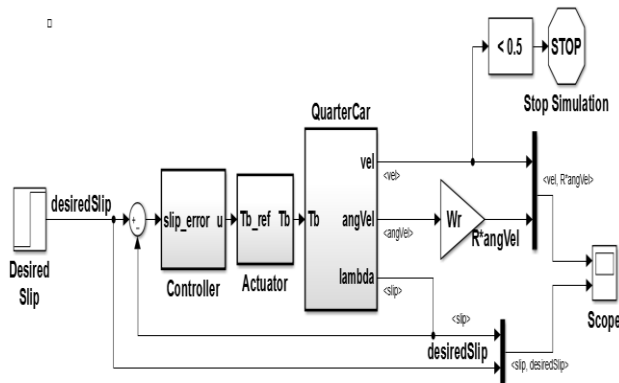 < 0.5
STOP
Stop Simulation
QuarterCar
vel
<vel>
<vel, R*angVel>
desiredSlip
+
-
slip_error u
Tb_ref Tb
Tb
angVel
<angVel>
Wr
R*angVel
Desired
Slip
Controller
Actuator
lambda
<slip>
Scope
<slip>
desiredSlip
<slip, desiredSlip>